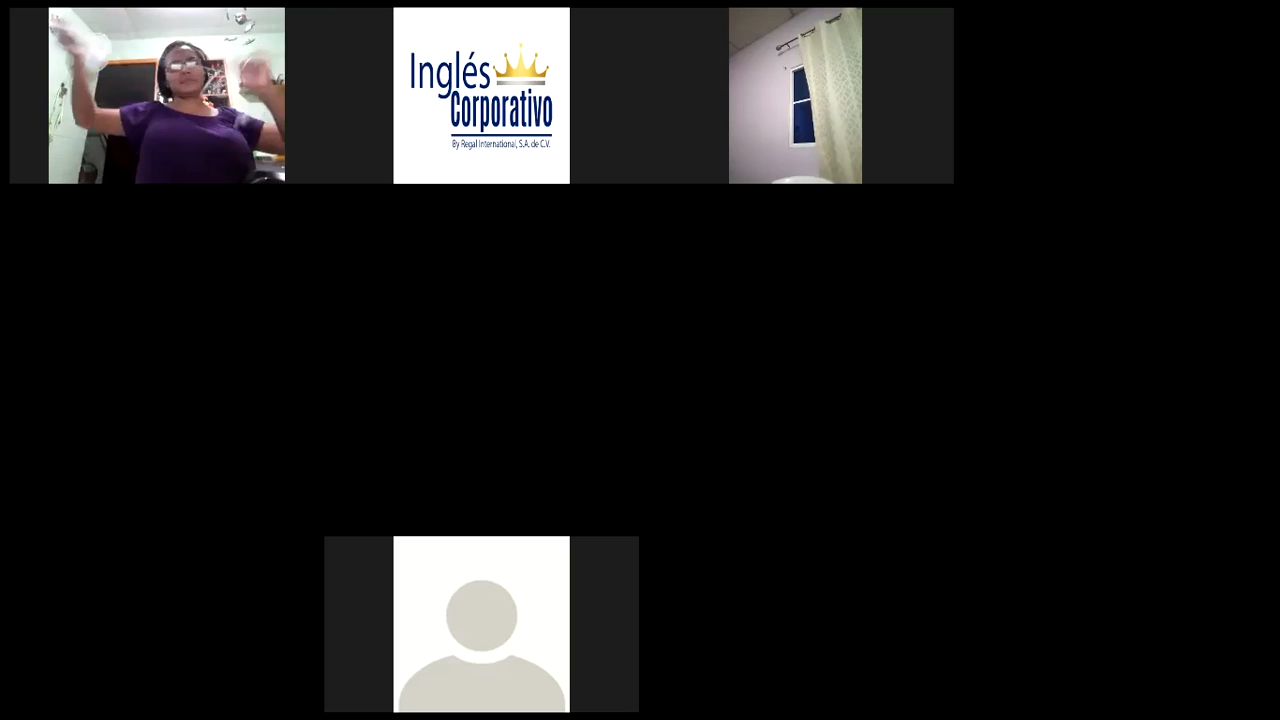 Inglés
Corporativo
By Regal International, S.A. de C.V.